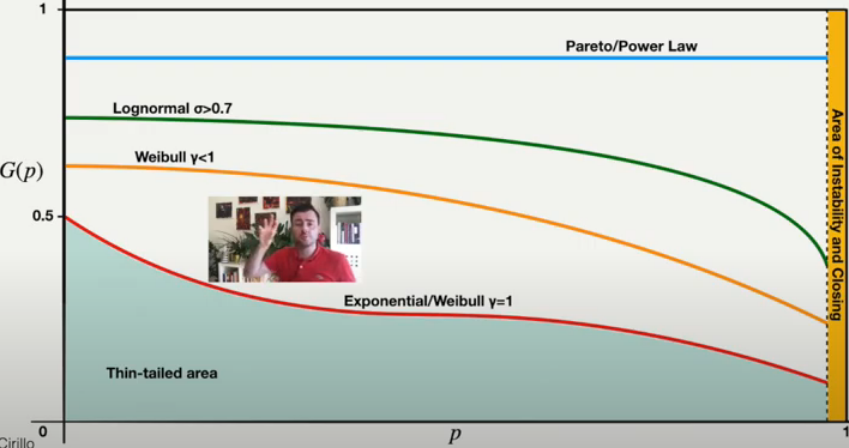 1
Pareto/Power Law
Lognormal σ>0.7
Weibull γ<1
G(p)
0.5
Exponential/Weibull γ=1
Thin-tailed area
Area of Instability and Closing
0
p
1
Cirillo